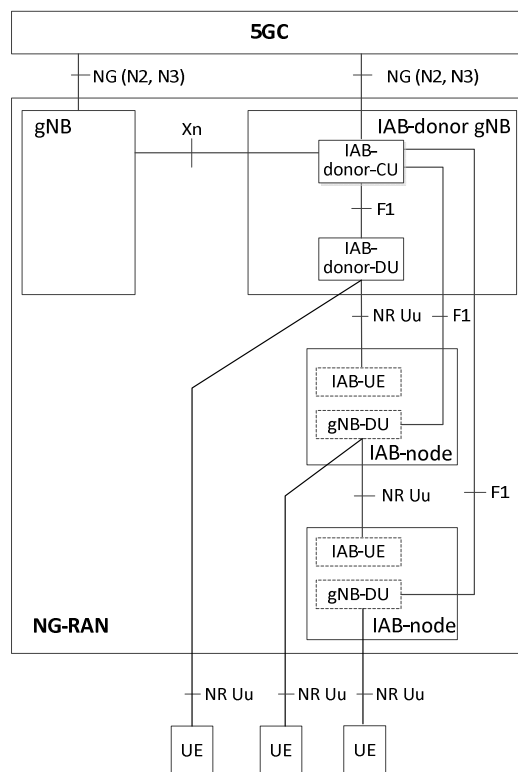 5GC
NG (N2, N3)
NG (N2, N3)
gNB
IAB-donor gNB
Xn
IAB-
donor-CU
F1
IAB-
donor-DU
NR Uu
F1
IAB-UE
gNB-DU
IAB-node
NR Uu
F1
IAB-UE
gNB-DU
IAB-node
NG-RAN
NR Uu
NR Uu
NR Uu
UE
UE
UE